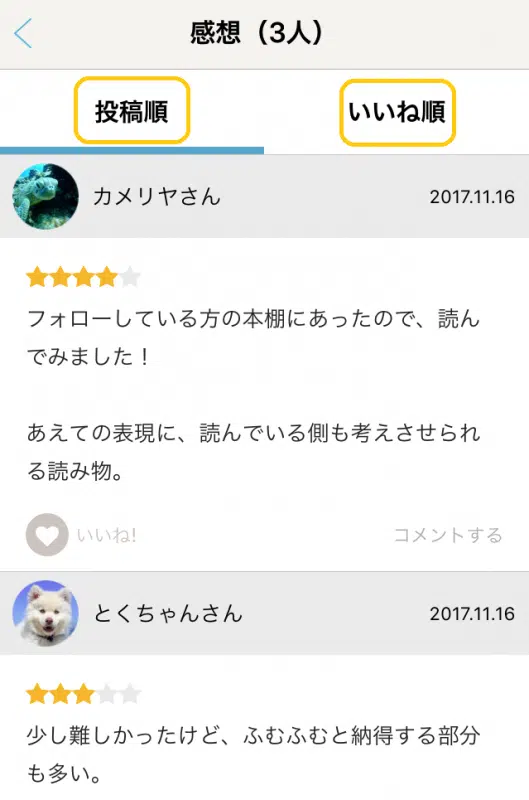 感想（3人）
投稿順
いいね順
カメリヤさん
2017.11.16
フォローしている方の本棚にあったので、読ん
でみました！
あえての表現に、読んでいる側も考えさせられ
る読み物。
いいね!
コメントする
とくちゃんさん
2017.11.16
少し難しかったけど、ふむふむと納得する部分
も多い。